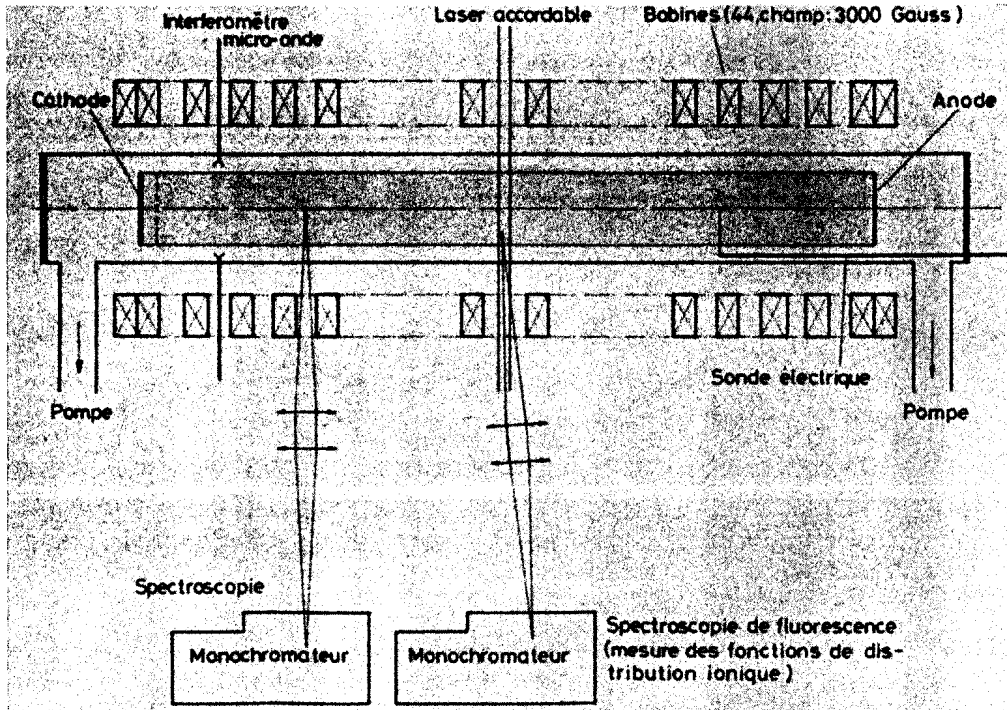 Interferomètre
micro-onde
Laser accordable
Bobines (44, champ: 3000 Gauss)
Cathode
Anode
Sonde électrique
Pompe
Pompe
Spectroscopie
Monochromateur
Monochromateur
Spectroscopie de fluorescence
(mesure des fonctions de dis-
tribution ionique)